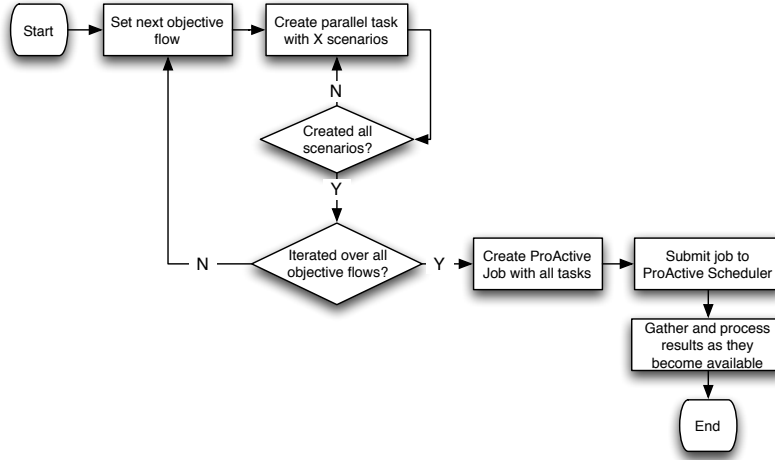 Start
Set next objective
flow
Create parallel task
with X scenarios
N
Created all
scenarios?
Y
Iterated over all
objective flows?
N
Y
Create ProActive
Job with all tasks
Submit job to
ProActive Scheduler
Gather and process
results as they
become available
End